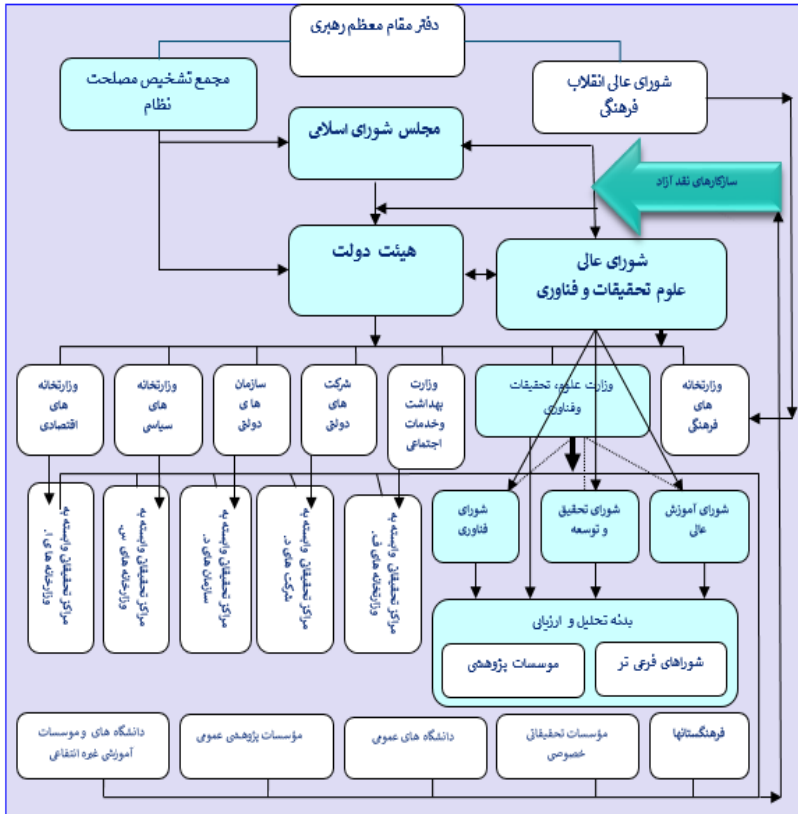 دفتر مقام معظم رهبری
شورای عالی انقلاب
فرهنگی
مجمع تشخیص مصلحت
نظام
مجلس شورای اسلامی
سازکارهای نقد آزاد
شورای عالی
علوم تحقیقات و فناوری
هیئت دولت
وزارتخانه
های
فرهنگی
وزارت علوم، تحقیقات
وفناوری
وزارت
بهداشت
وخدمات
اجتماعی
شرکت
های
دولتی
سازمان
ها ی
دولتی
وزارتخانه
های
سیاسی
وزارتخانه
های
اقتصادی
شورای آموزش
عالی
شورای تحقیق
و توسعه
شورای
فناوری
مراکز تحقیقاتی وابسته به
وزارتخانه های ف.
مراکز تحقیقاتی وابسته به
شرکت های د.
مراکز تحقیقاتی وابسته به
سازمان های د.
مراکز تحقیقاتی وابسته به
وزارخانه های س.
مراکز تحقیقاتی وابسته به
وزارخانه ها ی ا.
بدنه تحلیل و ارزیابی
شوراهای فرعی تر
موسسات پژوهشی
فرهنگستانها
مؤسسات تحقیقاتی
خصوصی
دانشگاه های عمومی
مؤسسات پژوهشی عمومی
دانشگاه های و موسسات
آموزشی غیره انتفاعی